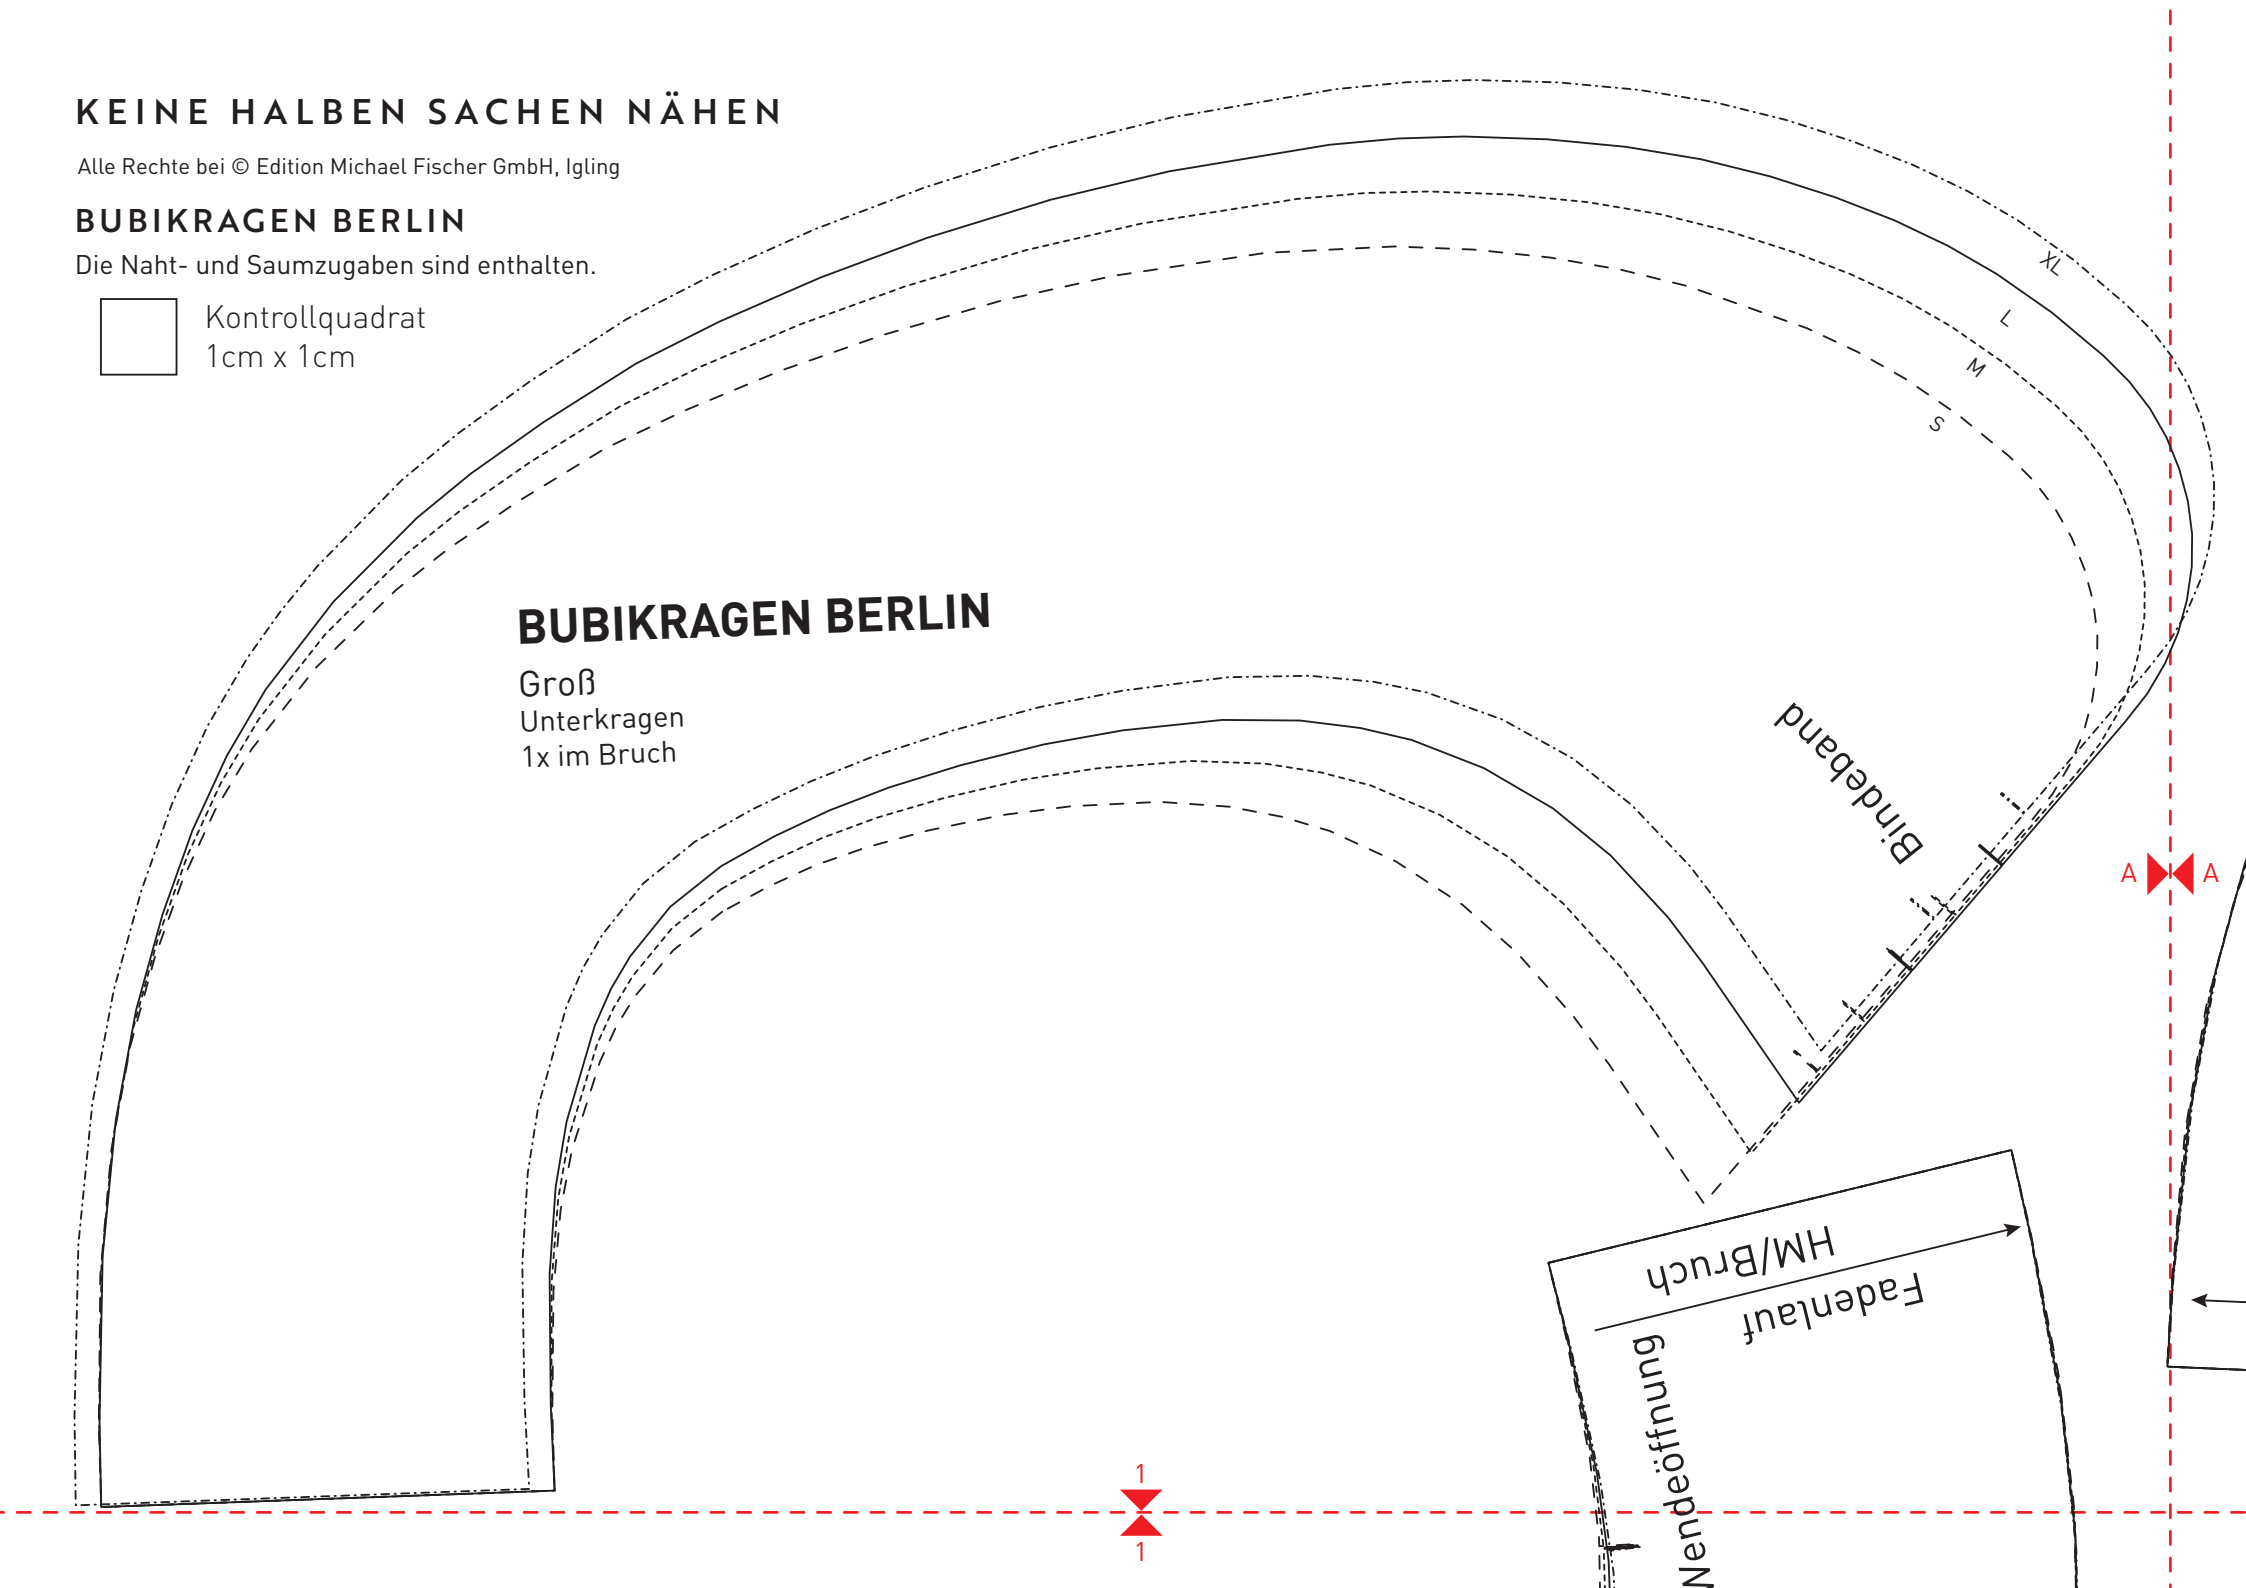 KEINE HALBEN SACHEN NÄHEN
Alle Rechte bei © Edition Michael Fischer GmbH, Igling
BUBIKRAGEN BERLIN
Die Naht- und Saumzugaben sind enthalten.
Kontrollquadrat
1cm x 1cm
XL
L
M
S
BUBIKRAGEN BERLIN
Groß
Unterkragen
1x im Bruch
Bindeband
A A
HM/Bruch
Fadenlauf
Wendeöffnung
1
1